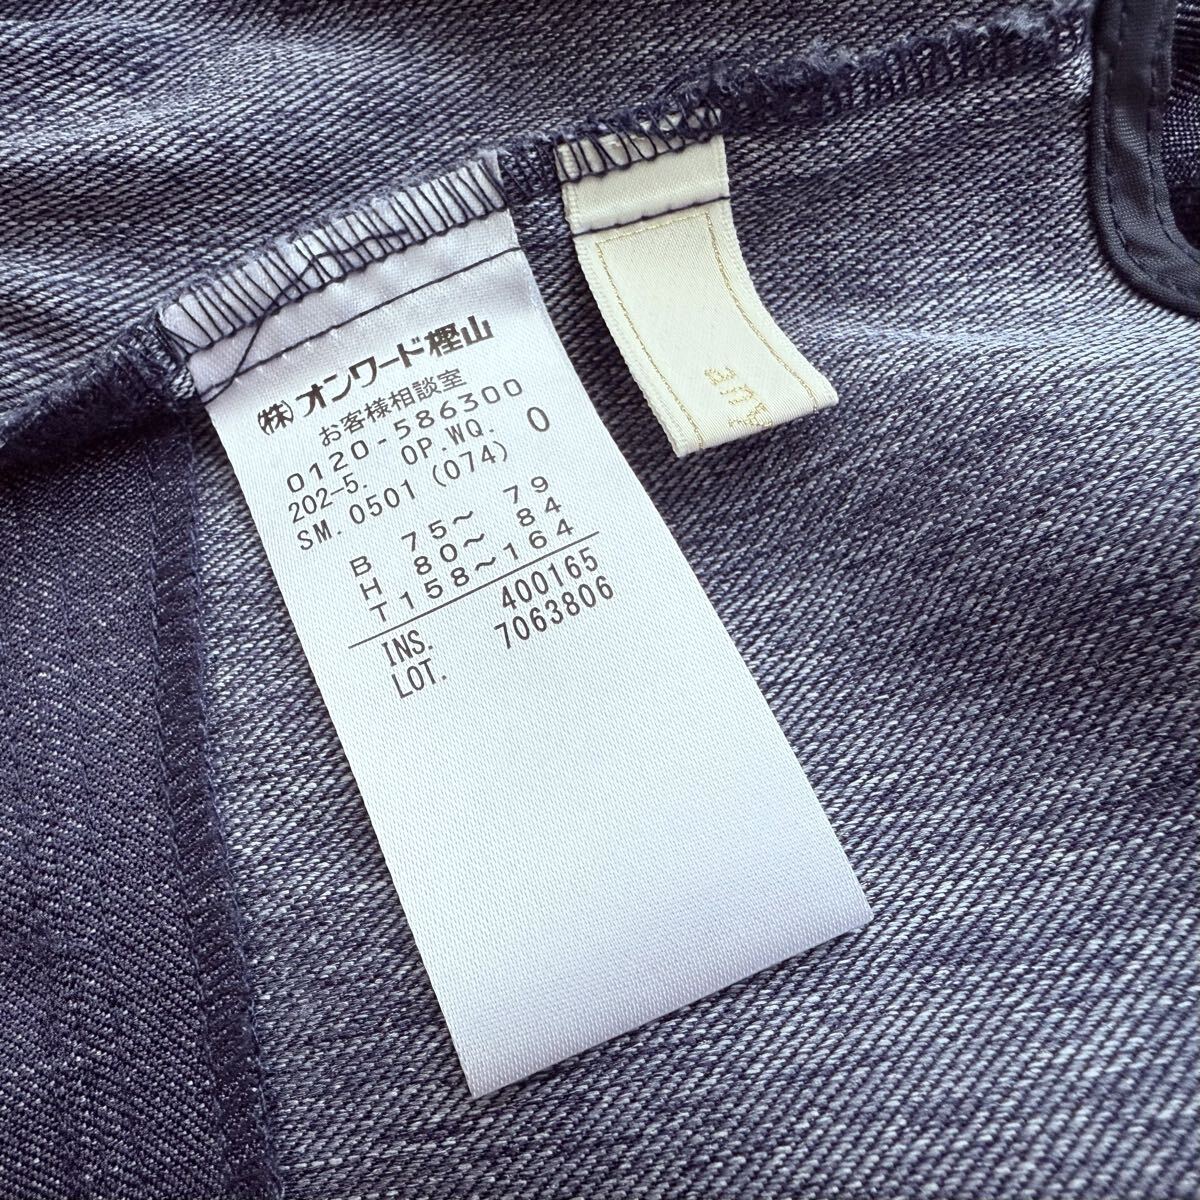 (株)オンワード樫山
お客様相談室
0120-586300
202-5. OP.WQ. 0
SM.0501(074)
B 75～ 79
H 80～ 84
T158～164
INS. 400165
LOT. 7063806